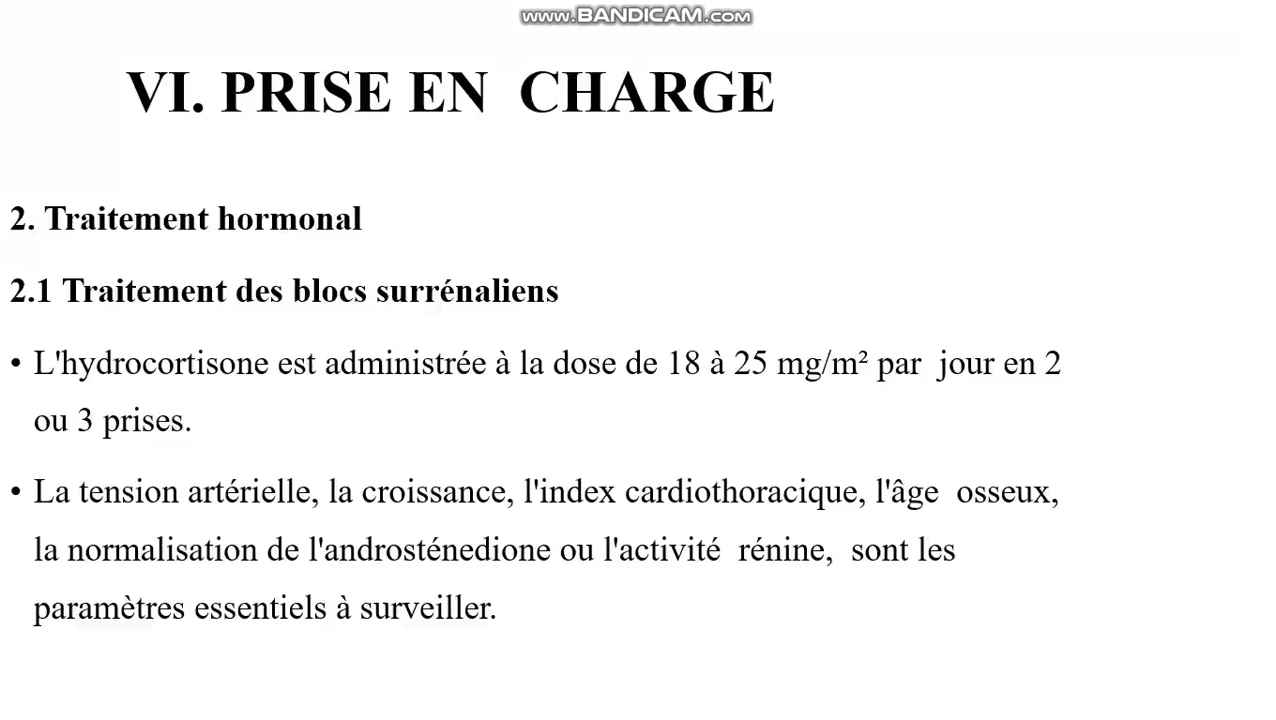 www.BANDICAM.com
VI. PRISE EN CHARGE
2. Traitement hormonal
2.1 Traitement des blocs surrénaliens
• L'hydrocortisone est administrée à la dose de 18 à 25 mg/m² par jour en 2
ou 3 prises.
• La tension artérielle, la croissance, l'index cardiothoracique, l'âge osseux,
la normalisation de l'androsténedione ou l'activité rénine, sont les
paramètres essentiels à surveiller.